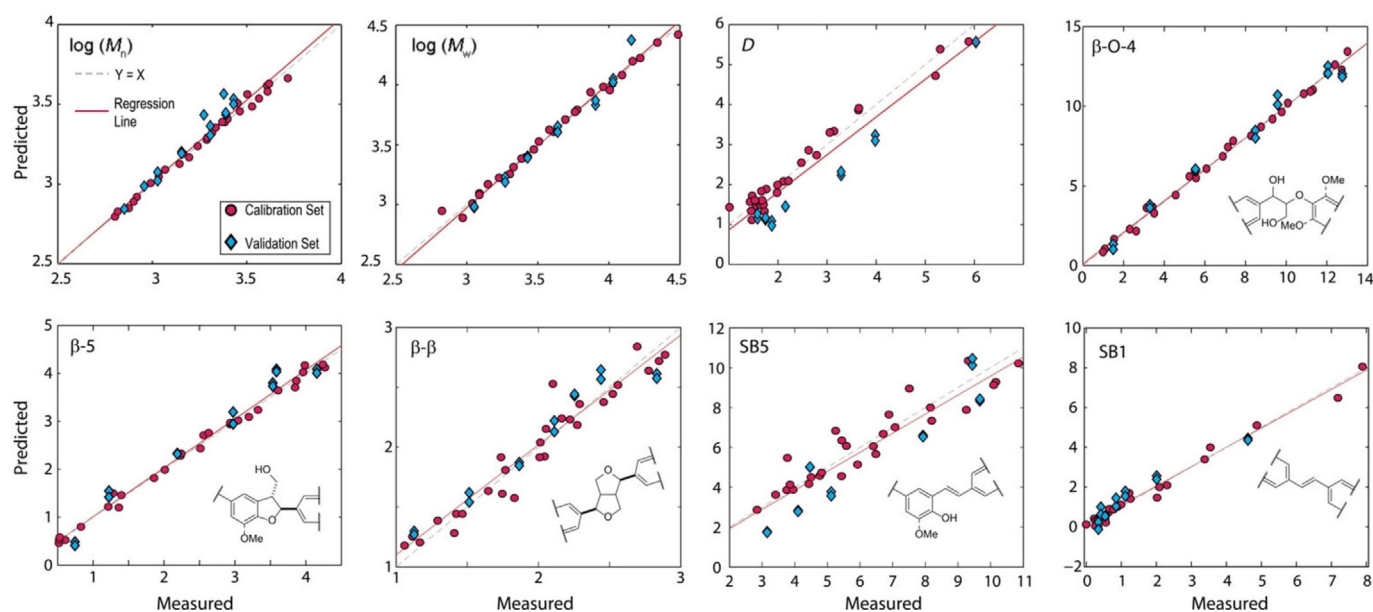 log (Mn)
Y = X
Regression
Line
Calibration Set
Validation Set
4
3.5
3
2.5
2.5
3
3.5
4
Predicted
log (Mw)
4.5
4
3.5
3
2.5
3
3.5
4
4.5
D
6
5
4
3
2
1
0
1
2
3
4
5
6
β-O-4
15
10
5
0
0
2
4
6
8
10
12
14
OH
OMe
O
HO
MeO
β-5
5
4
3
2
1
0
1
2
3
4
Predicted
Measured
HO
O
OMe
β-β
3
2
1
1
2
3
Measured
O
O
SB5
12
10
8
6
4
2
0
2
3
4
5
6
7
8
9
10
11
Measured
OH
OMe
SB1
10
8
6
4
2
0
−2
0
1
2
3
4
5
6
7
8
Measured